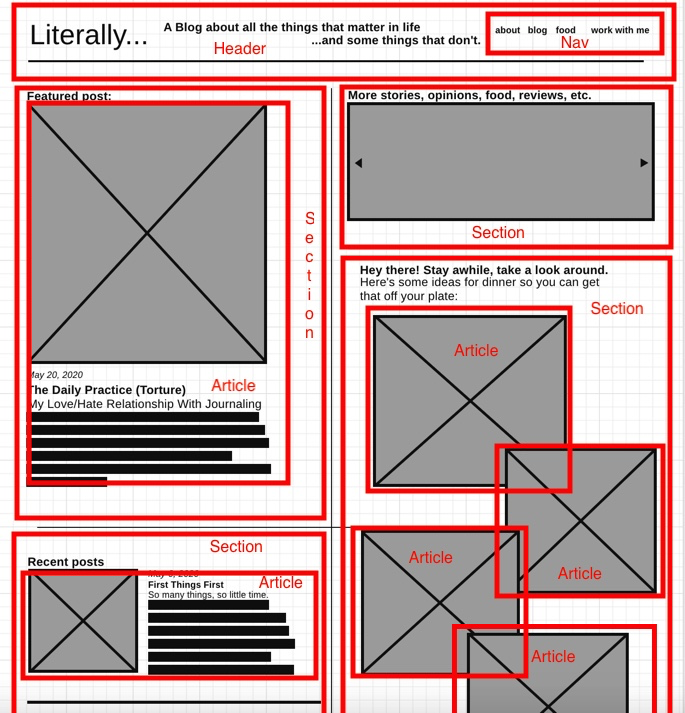 Literally...
A Blog about all the things that matter in life
...and some things that don't.
Header
about blog food work with me
Nav
Featured post:
S
e
c
t
i
o
n
May 20, 2020
The Daily Practice (Torture)
Article
My Love/Hate Relationship With Journaling
Section
Recent posts
First Things First
Article
So many things, so little time.
More stories, opinions, food, reviews, etc.
Section
Hey there! Stay awhile, take a look around.
Here's some ideas for dinner so you can get
that off your plate:
Section
Article
Article
Article
Article